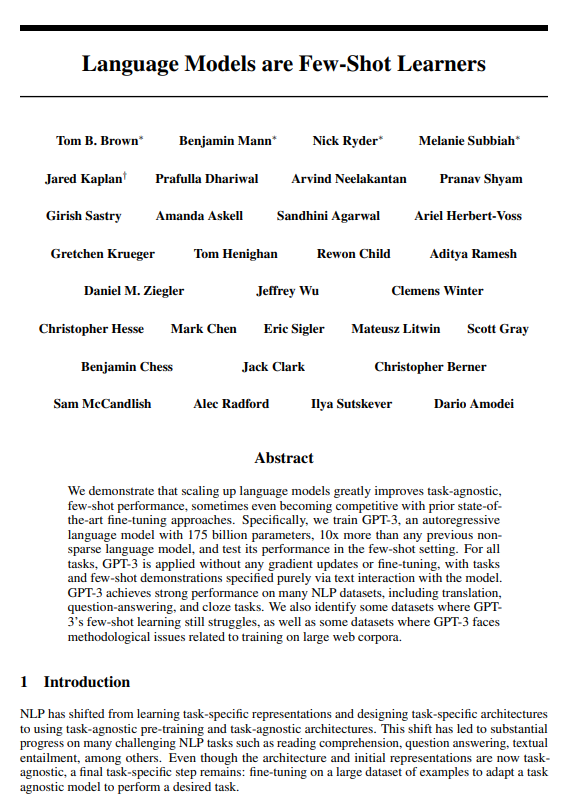 Language Models are Few-Shot Learners
Tom B. Brown* Benjamin Mann* Nick Ryder* Melanie Subbiah*
Jared Kaplan† Prafulla Dhariwal Arvind Neelakantan Pranav Shyam
Girish Sastry Amanda Askell Sandhini Agarwal Ariel Herbert-Voss
Gretchen Krueger Tom Henighan Rewon Child Aditya Ramesh
Daniel M. Ziegler Jeffrey Wu Clemens Winter
Christopher Hesse Mark Chen Eric Sigler Mateusz Litwin Scott Gray
Benjamin Chess Jack Clark Christopher Berner
Sam McCandlish Alec Radford Ilya Sutskever Dario Amodei
Abstract
We demonstrate that scaling up language models greatly improves task-agnostic,
few-shot performance, sometimes even becoming competitive with prior state-of-
the-art fine-tuning approaches. Specifically, we train GPT-3, an autoregressive
language model with 175 billion parameters, 10x more than any previous non-
sparse language model, and test its performance in the few-shot setting. For all
tasks, GPT-3 is applied without any gradient updates or fine-tuning, with tasks
and few-shot demonstrations specified purely via text interaction with the model.
GPT-3 achieves strong performance on many NLP datasets, including translation,
question-answering, and cloze tasks. We also identify some datasets where GPT-
3's few-shot learning still struggles, as well as some datasets where GPT-3 faces
methodological issues related to training on large web corpora.
1 Introduction
NLP has shifted from learning task-specific representations and designing task-specific architectures
to using task-agnostic pre-training and task-agnostic architectures. This shift has led to substantial
progress on many challenging NLP tasks such as reading comprehension, question answering, textual
entailment, among others. Even though the architecture and initial representations are now task-
agnostic, a final task-specific step remains: fine-tuning on a large dataset of examples to adapt a task
agnostic model to perform a desired task.